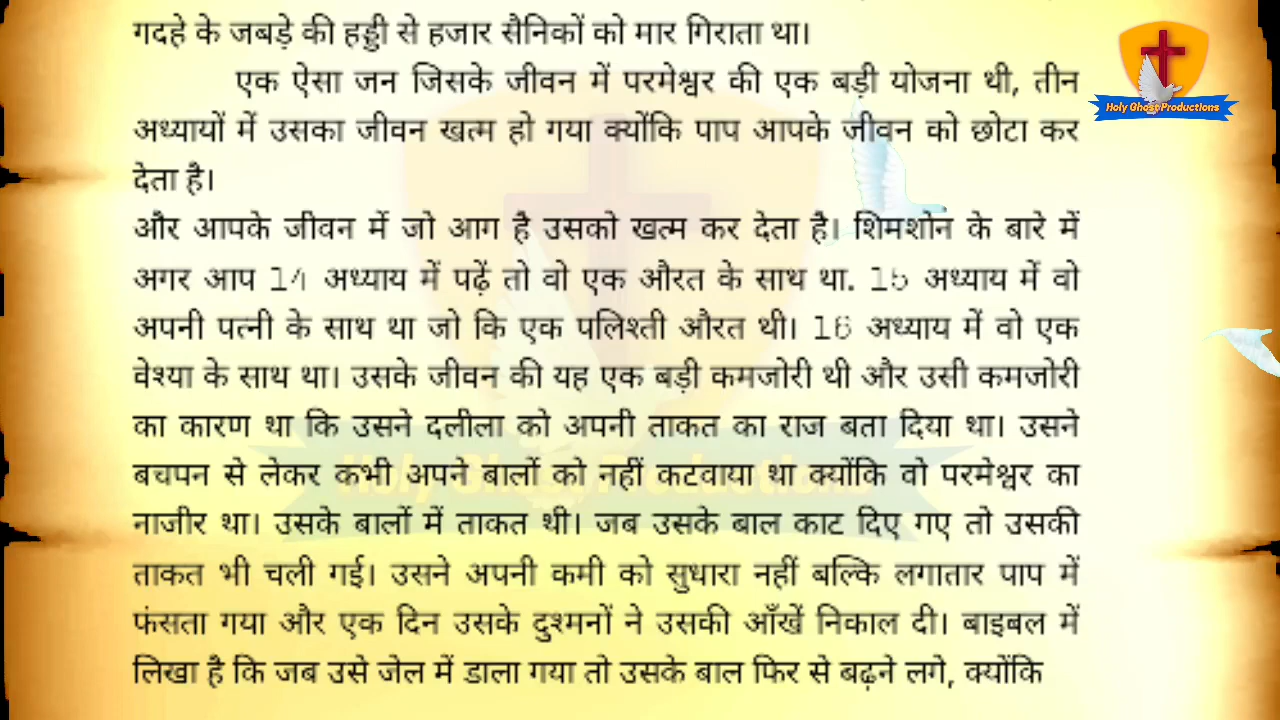 गदहे के जबड़े की हड्डी से हजार सैनिकों को मार गिराता था।
एक ऐसा जन जिसके जीवन में परमेश्वर की एक बड़ी योजना थी, तीन
अध्यायों में उसका जीवन खत्म हो गया क्योंकि पाप आपके जीवन को छोटा कर
देता है।
और आपके जीवन में जो आग है उसको खत्म कर देता है। शिमशोन के बारे में
अगर आप 14 अध्याय में पढ़ें तो वो एक औरत के साथ था. 15 अध्याय में वो
अपनी पत्नी के साथ था जो कि एक पलिश्ती औरत थी। 16 अध्याय में वो एक
वेश्या के साथ था। उसके जीवन की यह एक बड़ी कमजोरी थी और उसी कमजोरी
का कारण था कि उसने दलीला को अपनी ताकत का राज बता दिया था। उसने
बचपन से लेकर कभी अपने बालों को नहीं कटवाया था क्योंकि वो परमेश्वर का
नाजीर था। उसके बालों में ताकत थी। जब उसके बाल काट दिए गए तो उसकी
ताकत भी चली गई। उसने अपनी कमी को सुधारा नहीं बल्कि लगातार पाप में
फंसता गया और एक दिन उसके दुश्मनों ने उसकी आँखें निकाल दी। बाइबल में
लिखा है कि जब उसे जेल में डाला गया तो उसके बाल फिर से बढ़ने लगे, क्योंकि
Holy Ghost Productions
Holy Ghost Productions